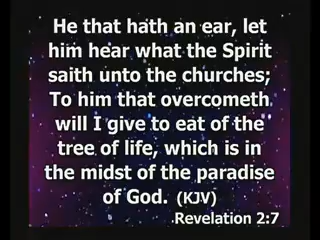 He that hath an ear, let
him hear what the Spirit
saith unto the churches;
To him that overcometh
will I give to eat of the
tree of life, which is in
the midst of the paradise
of God. (KJV)
Revelation 2:7